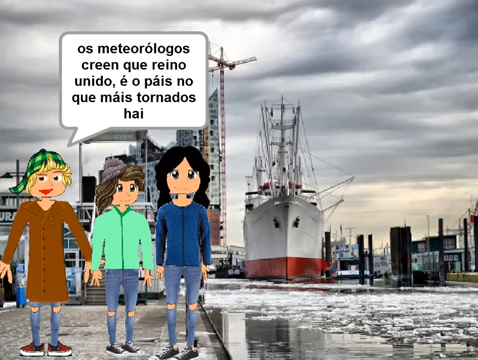 os meteorólogos
creen que reino
unido, é o páis no
que máis tornados
hai